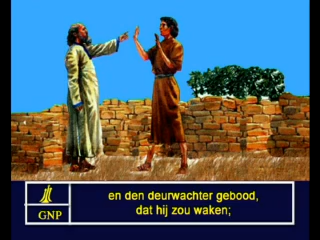 en den deurwachter gebood,
dat hij zou waken;
GNP